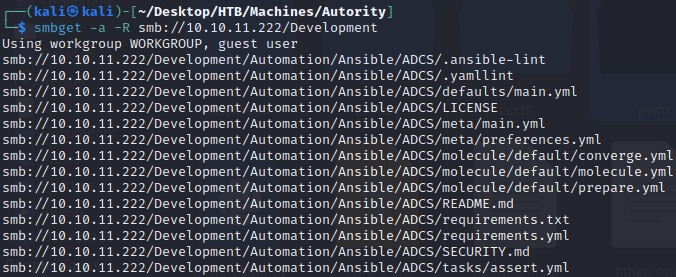 ┌──(kali㉿kali)-[~/Desktop/HTB/Machines/Autority]
└─$ smbget -a -R smb://10.10.11.222/Development
Using workgroup WORKGROUP, guest user
smb://10.10.11.222/Development/Automation/Ansible/ADCS/.ansible-lint
smb://10.10.11.222/Development/Automation/Ansible/ADCS/.yamllint
smb://10.10.11.222/Development/Automation/Ansible/ADCS/defaults/main.yml
smb://10.10.11.222/Development/Automation/Ansible/ADCS/LICENSE
smb://10.10.11.222/Development/Automation/Ansible/ADCS/meta/main.yml
smb://10.10.11.222/Development/Automation/Ansible/ADCS/meta/preferences.yml
smb://10.10.11.222/Development/Automation/Ansible/ADCS/molecule/default/converge.yml
smb://10.10.11.222/Development/Automation/Ansible/ADCS/molecule/default/molecule.yml
smb://10.10.11.222/Development/Automation/Ansible/ADCS/molecule/default/prepare.yml
smb://10.10.11.222/Development/Automation/Ansible/ADCS/README.md
smb://10.10.11.222/Development/Automation/Ansible/ADCS/requirements.txt
smb://10.10.11.222/Development/Automation/Ansible/ADCS/requirements.yml
smb://10.10.11.222/Development/Automation/Ansible/ADCS/SECURITY.md
smb://10.10.11.222/Development/Automation/Ansible/ADCS/tasks/assert.yml